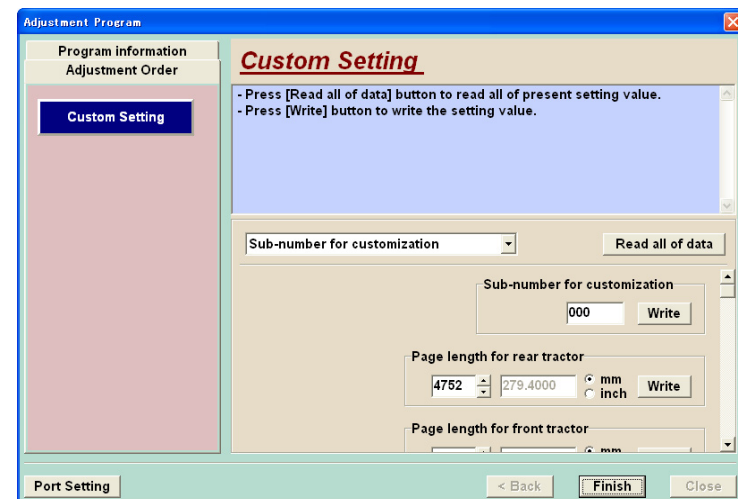 Adjustment Program
Program information
Adjustment Order
Custom Setting
Custom Setting
- Press [Read all of data] button to read all of present setting value.
- Press [Write] button to write the setting value.
Sub-number for customization
Read all of data
Sub-number for customization
000
Write
Page length for rear tractor
4752
279.4000
mm
inch
Write
Page length for front tractor
mm
Port Setting
< Back
Finish
Close